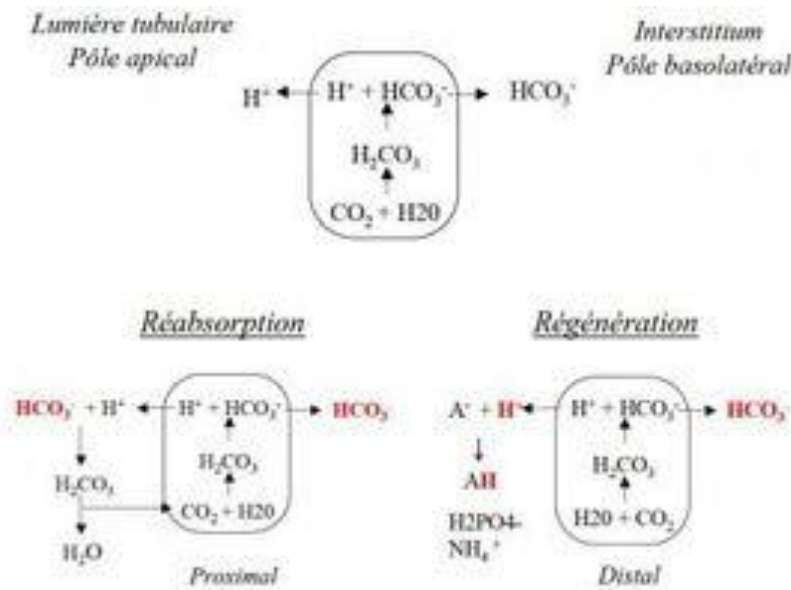 Lumière tubulaire
Pôle apical
Interstitium
Pôle basolatéral
H⁺ H⁺ + HCO₃⁻ HCO₃⁻
H₂CO₃
CO₂ + H20
Réabsorption
HCO₃⁻ + H⁺ H⁺ + HCO₃⁻ HCO₃⁻
H₂CO₃
H₂CO₃
CO₂ + H20
H₂O
Proximal
Régénération
A⁻ + H⁺ H⁺ + HCO₃⁻ HCO₃⁻
AH
H₂CO₃
H2PO4-
NH₄⁺
H20 + CO₂
Distal